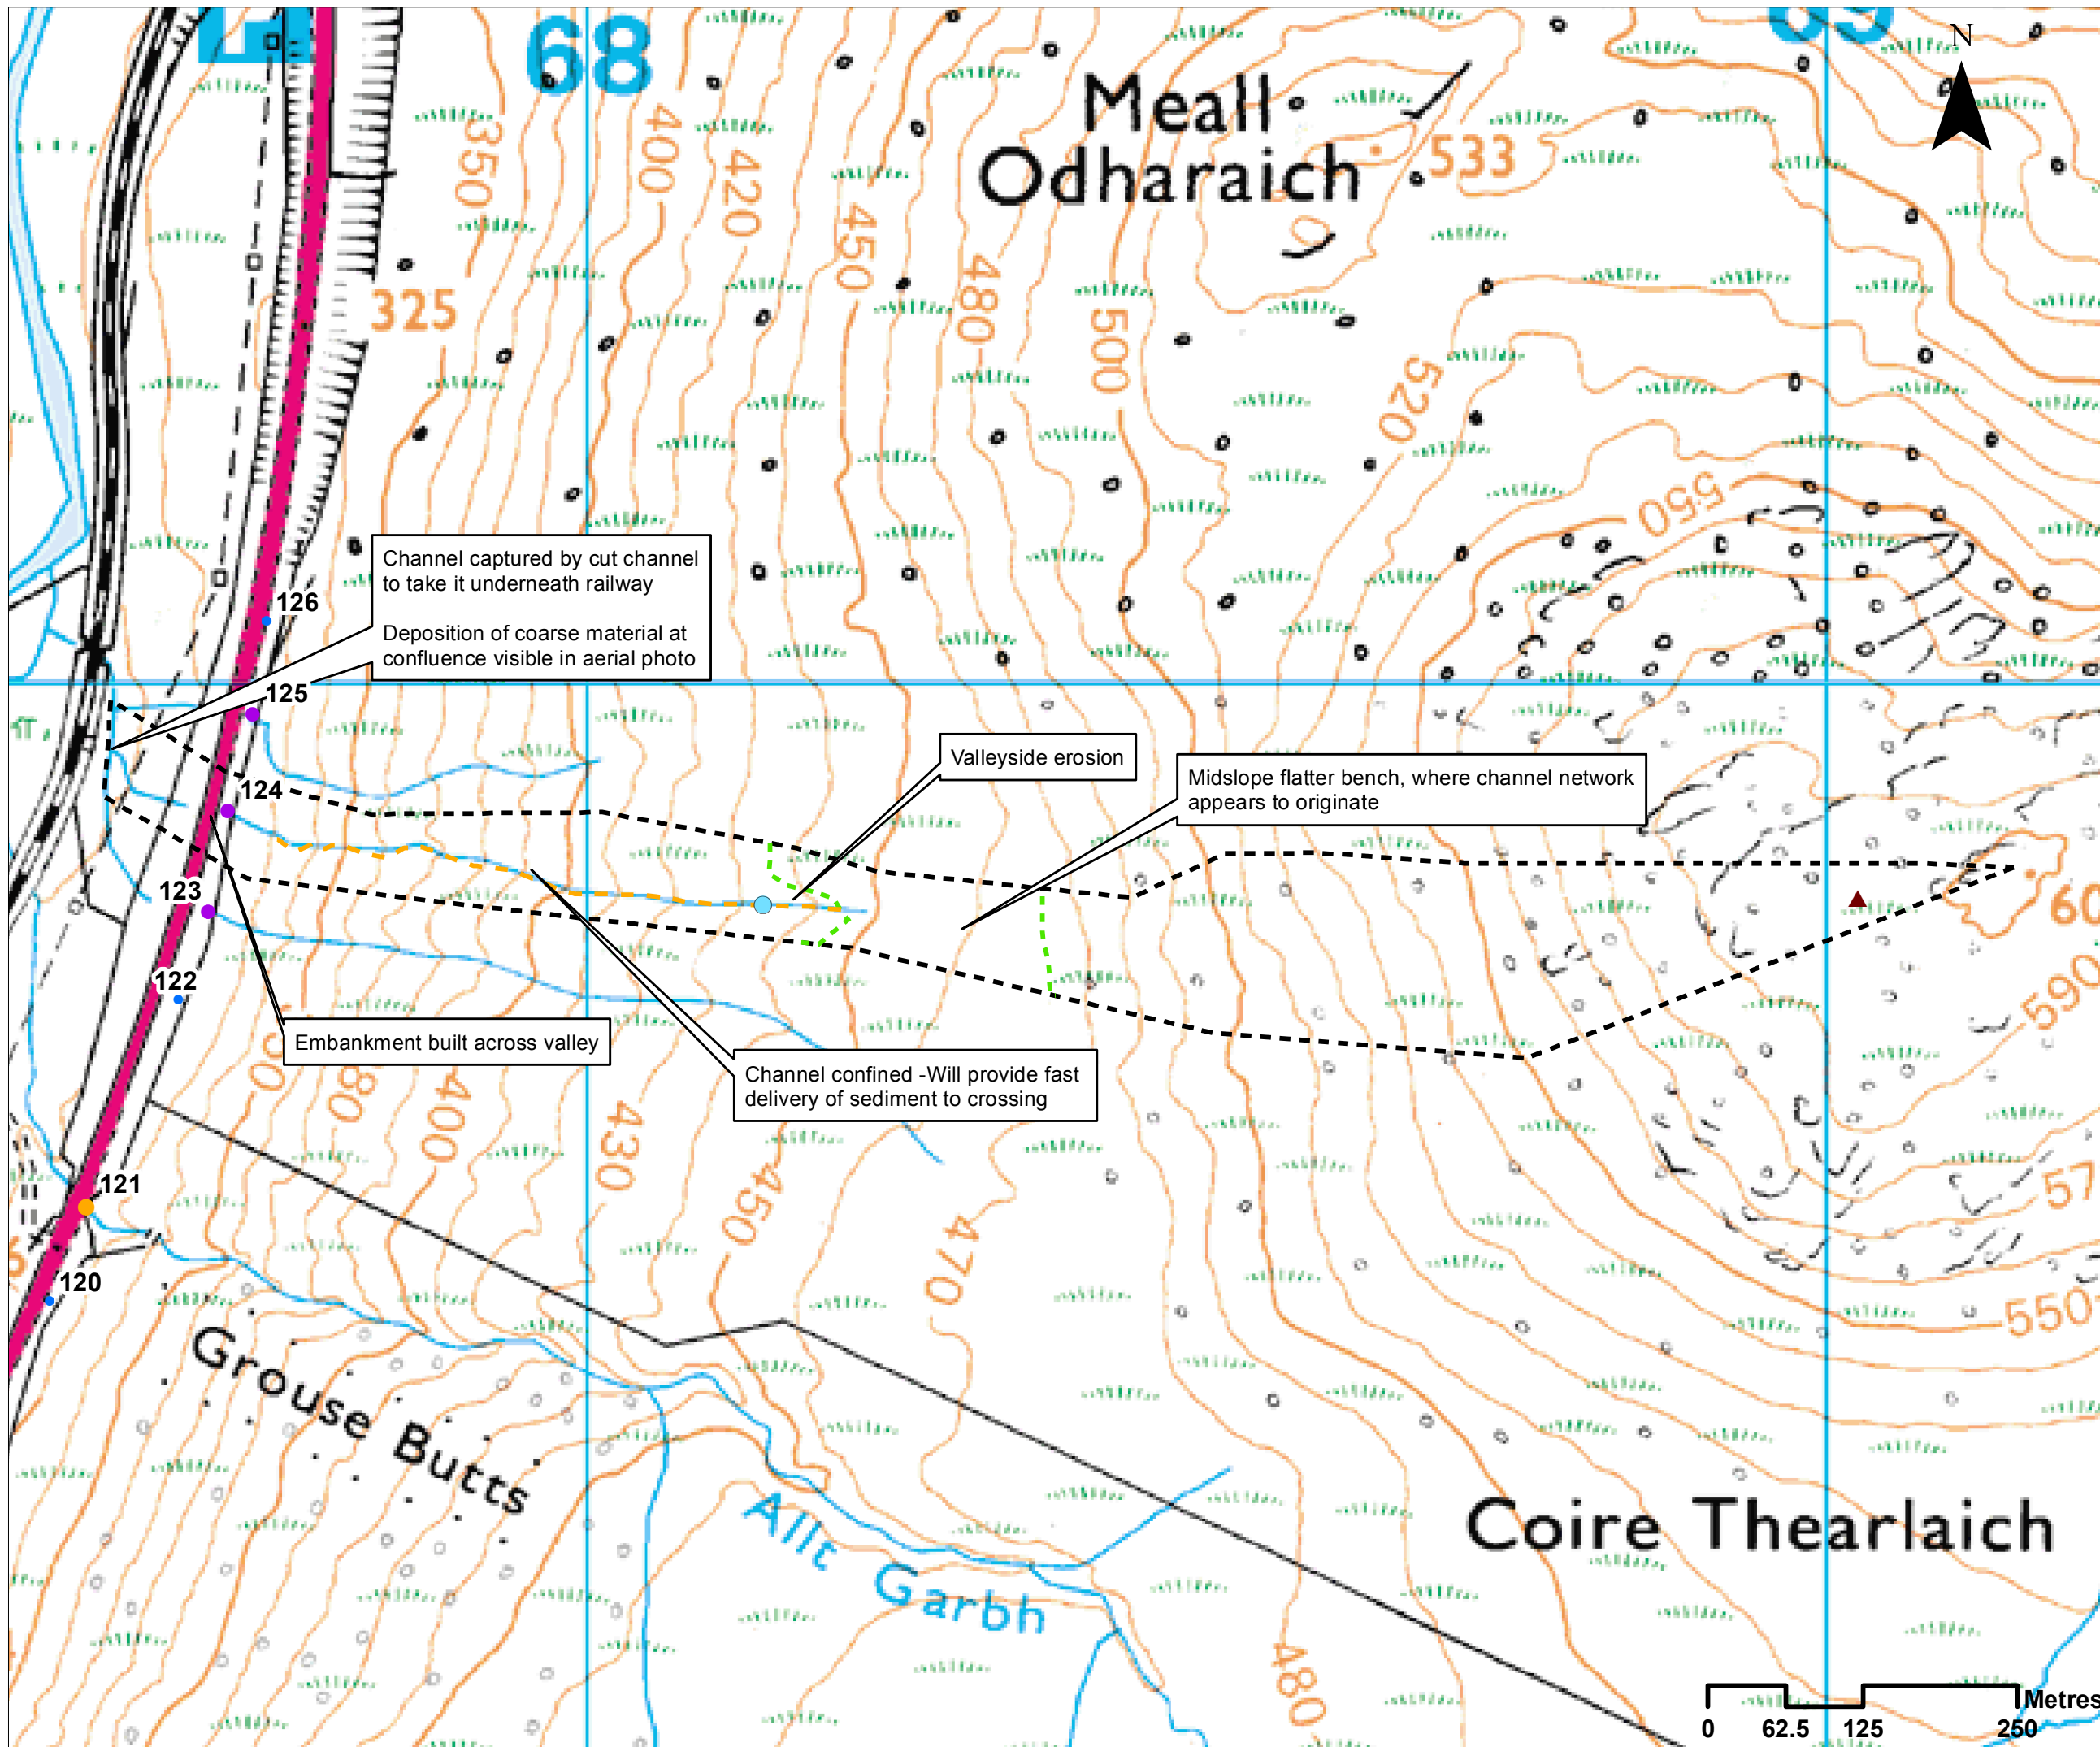 68
N
Meall
Odharaich
533
350
400
420
450
480
500
325
520
550
Channel captured by cut channel
to take it underneath railway
Deposition of coarse material at
confluence visible in aerial photo
126
125
124
123
122
121
120
Valleyside erosion
Midslope flatter bench, where channel network
appears to originate
Embankment built across valley
Channel confined -Will provide fast
delivery of sediment to crossing
60
590
57
550
400
430
450
470
480
Grouse Butts
Allt Garbh
Coire Thearlaich
Metres
0 62.5 125 250